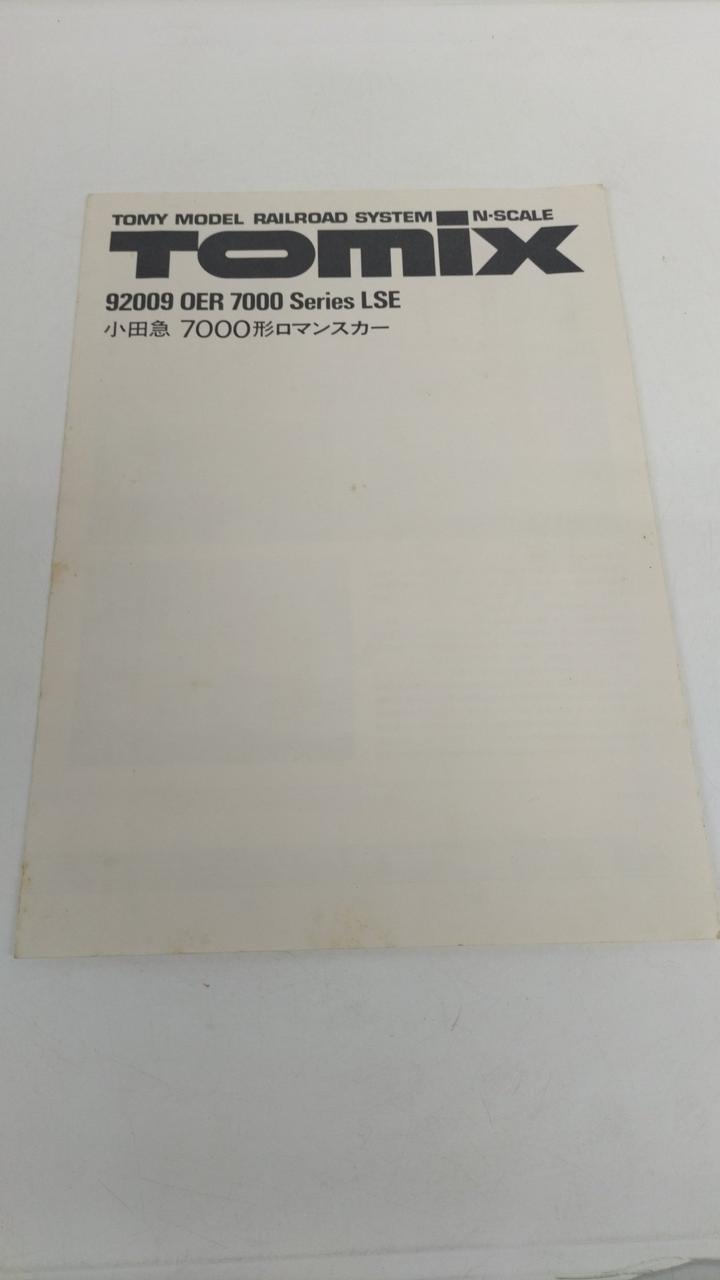 TOMY MODEL RAILROAD SYSTEM N-SCALE
TOMIX
92009 OER 7000 Series LSE
小田急 7000形ロマンスカー